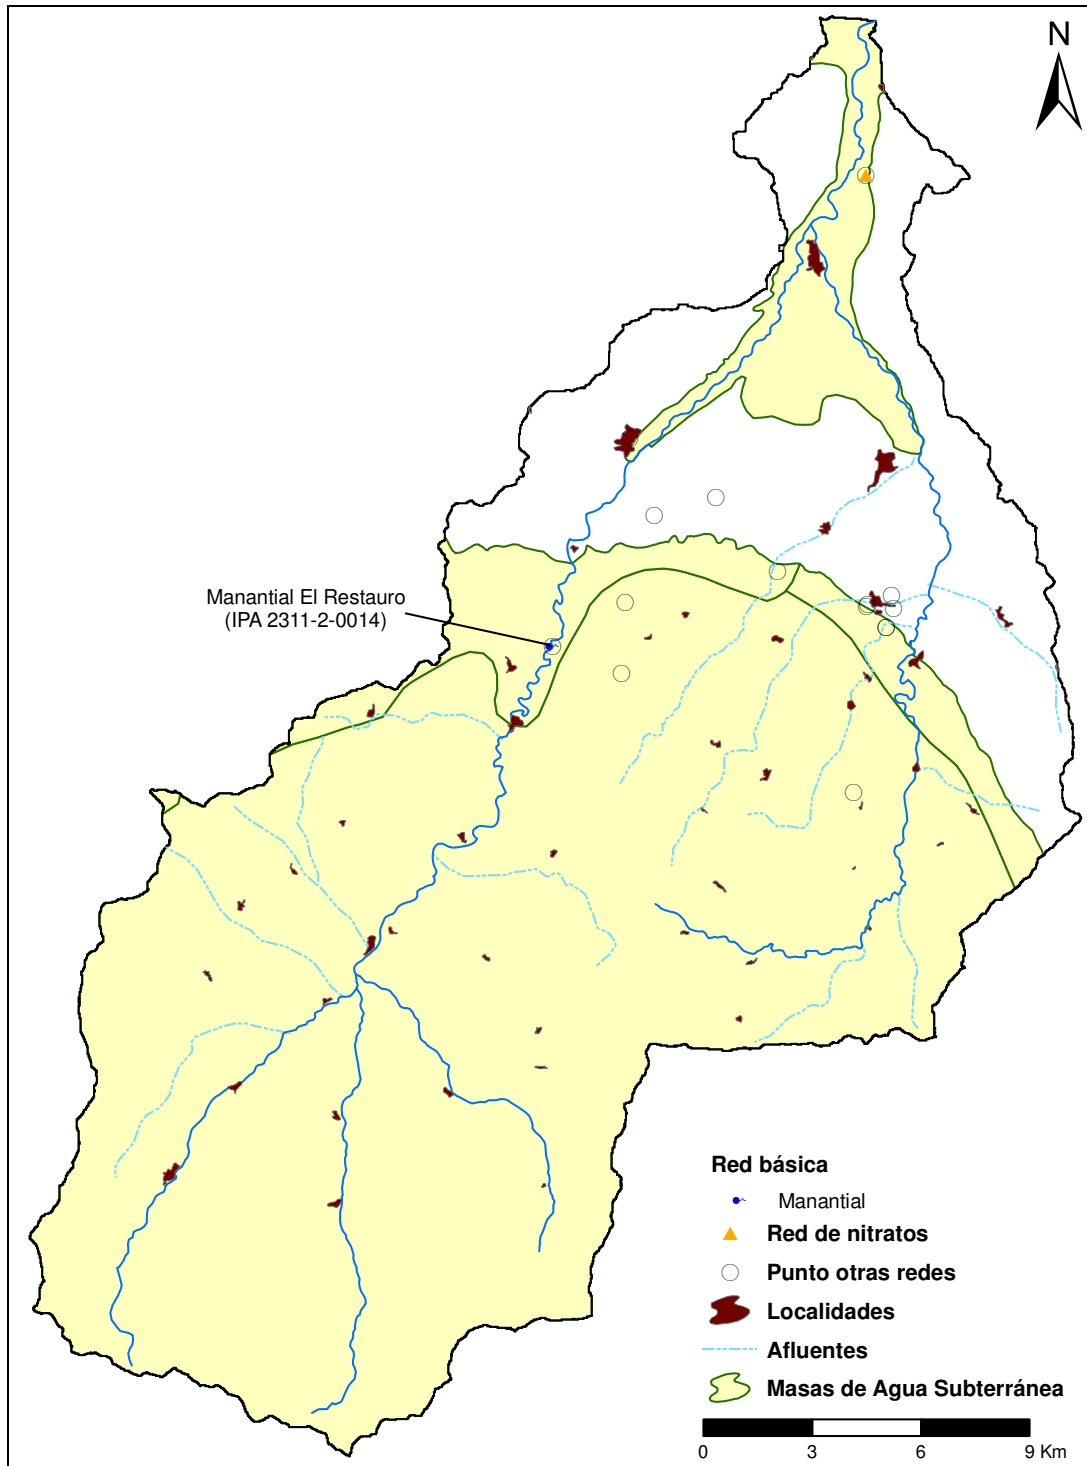 N
Manantial El Restauro
(IPA 2311-2-0014)
Red básica
Manantial
Red de nitratos
Punto otras redes
Localidades
Afluentes
Masas de Agua Subterránea
0 3 6 9 Km